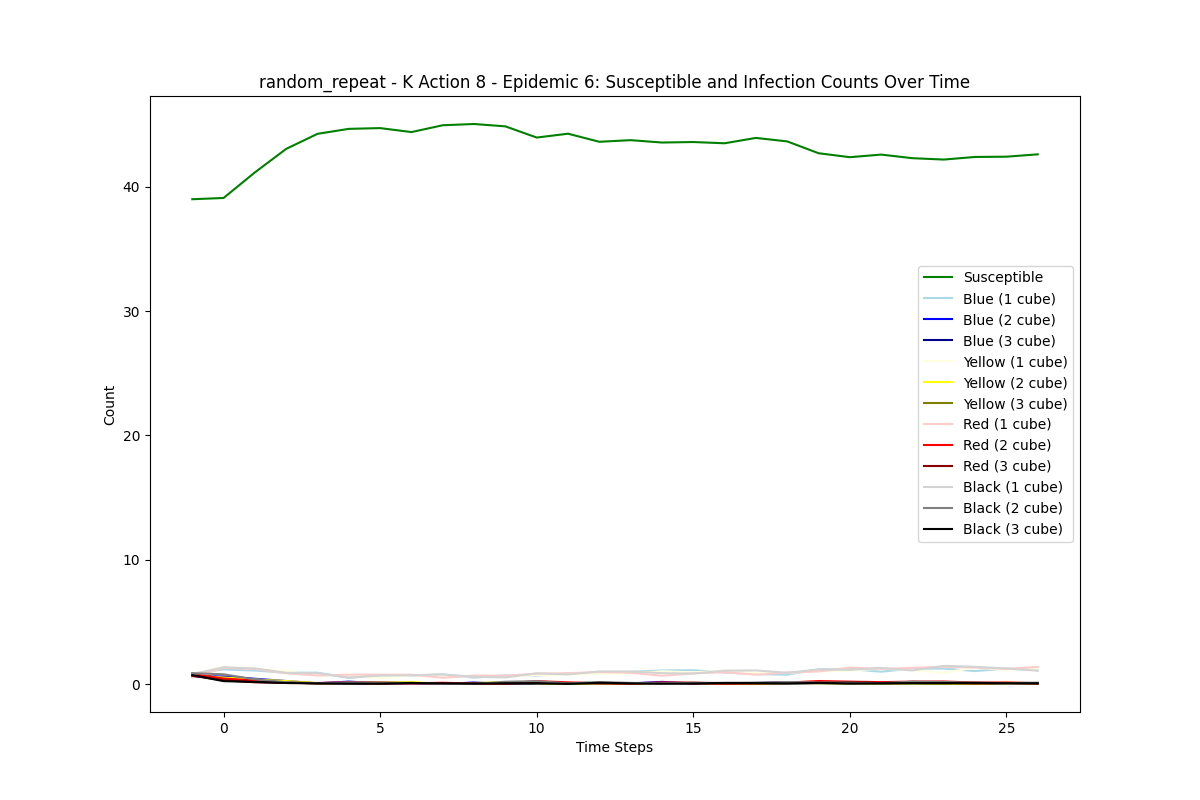 random_repeat - K Action 8 - Epidemic 6: Susceptible and Infection Counts Over Time
Count
40
30
20
10
0
Susceptible
Blue (1 cube)
Blue (2 cube)
Blue (3 cube)
Yellow (1 cube)
Yellow (2 cube)
Yellow (3 cube)
Red (1 cube)
Red (2 cube)
Red (3 cube)
Black (1 cube)
Black (2 cube)
Black (3 cube)
0 5 10 15 20 25
Time Steps